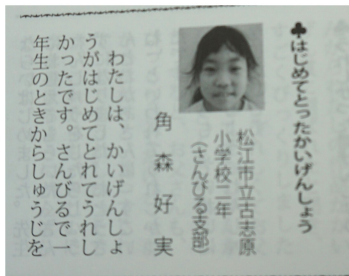 ♣はじめてとったかいげんしょう
松江市立古志原
小学校二年
(さんびる支部)
角森好実
わたしは、かいげんしょ
うがはじめてとれてうれし
かったです。さんびるで一
年生のときからしゅうじを